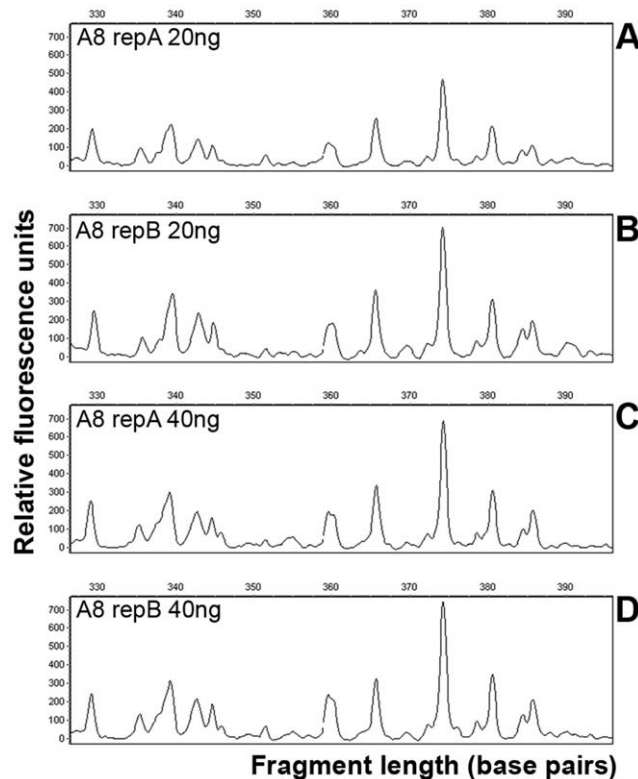 330 340 350 360 370 380 390
A8 repA 20ng
A
700
600
500
400
300
200
100
0
330 340 350 360 370 380 390
A8 repB 20ng
B
700
600
500
400
300
200
100
0
330 340 350 360 370 380 390
A8 repA 40ng
C
700
600
500
400
300
200
100
0
330 340 350 360 370 380 390
A8 repB 40ng
D
700
600
500
400
300
200
100
0
Relative fluorescence units
Fragment length (base pairs)